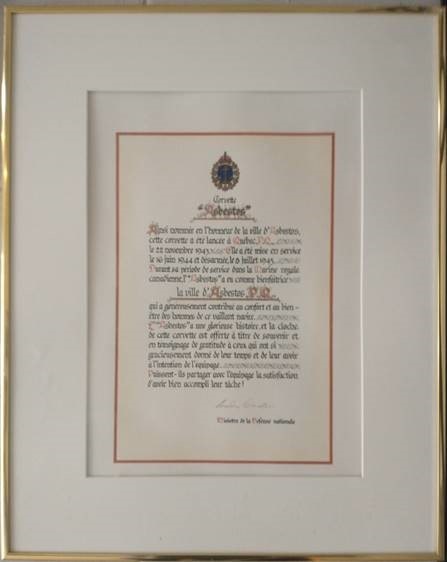 Corvette
"Asbestos"
Ainsi nommée en l'honneur de la ville d'Asbestos,
cette corvette a été lancée à Québec, P.Q.
le 22 novembre 1943. Elle a été mise en service
le 16 juin 1944 et désarmée, le 8 juillet 1945.
Durant sa période de service dans la Marine royale
canadienne, l'"Asbestos" a eu comme bienfaitrice
la ville d'Asbestos, P.Q.
qui a généreusement contribué au confort et au bien-
être des hommes de ce vaillant navire.
L'"Asbestos" a une glorieuse histoire, et la cloche
de cette corvette est offerte à titre de souvenir et
en témoignage de gratitude à ceux qui ont si
gracieusement donné de leur temps et de leur avoir
à l'intention de l'équipage.
Puissent-ils partager avec l'équipage la satisfaction
d'avoir bien accompli leur tâche!
Ministre de la Défense nationale